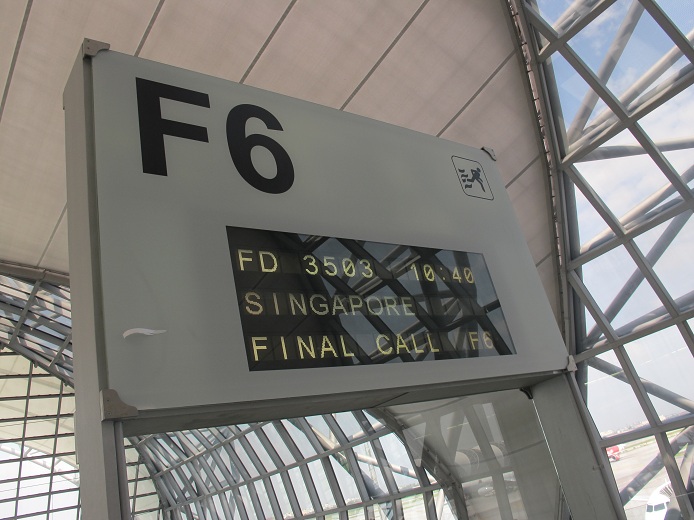 F6
FD 3503 10:40
SINGAPORE
FINAL CALL F6